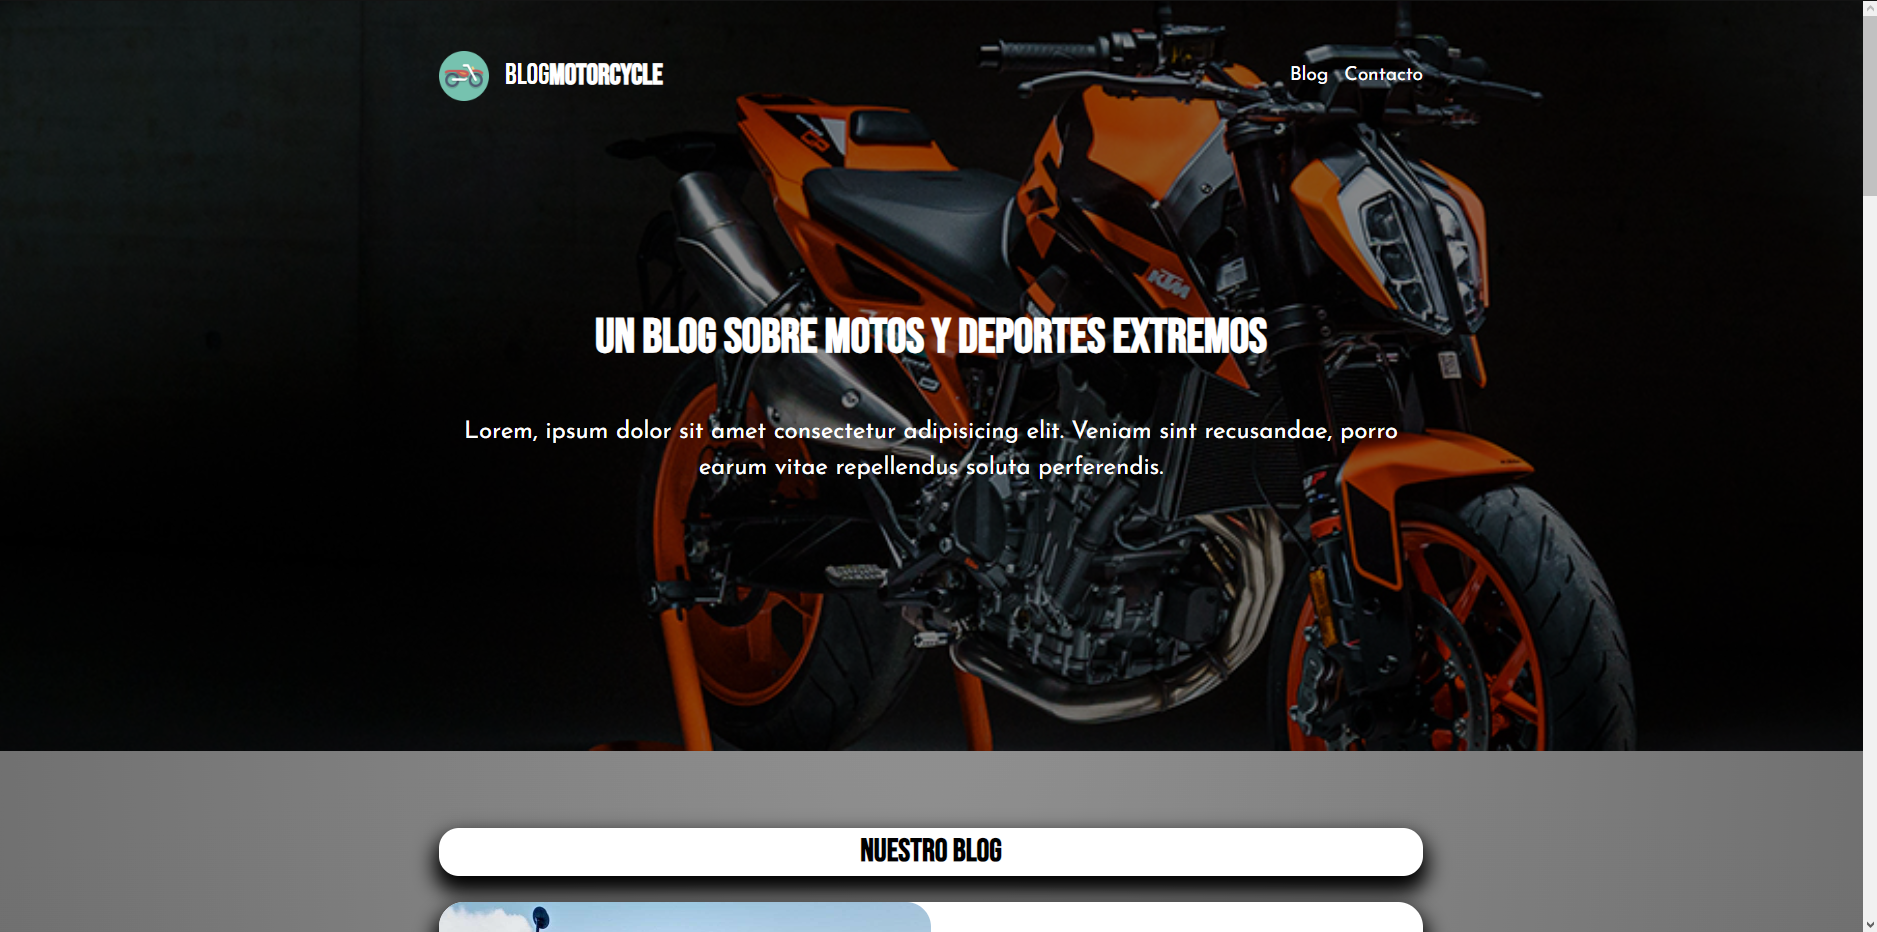 BLOGMOTORCYCLE
Blog Contacto
KTM
UN BLOG SOBRE MOTOS Y DEPORTES EXTREMOS
Lorem, ipsum dolor sit amet consectetur adipisicing elit. Veniam sint recusandae, porro
earum vitae repellendus soluta perferendis.
NUESTRO BLOG